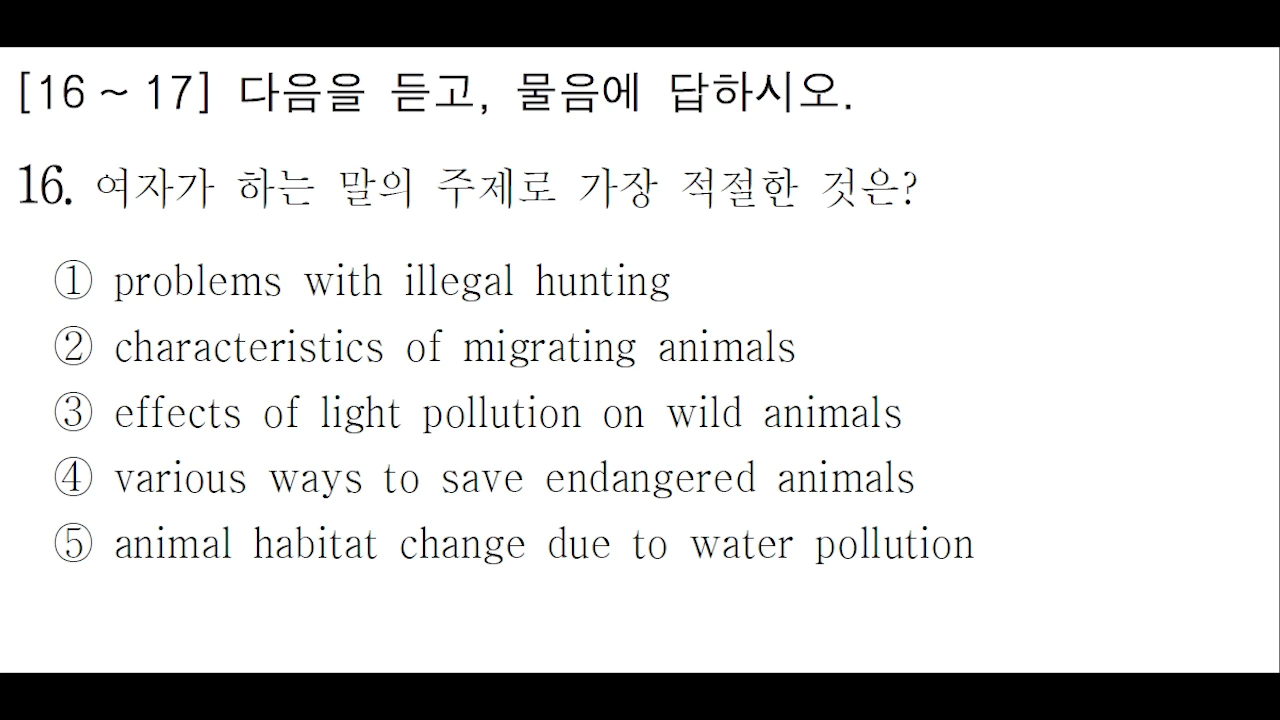 [16 ~ 17] 다음을 듣고, 물음에 답하시오.
16. 여자가 하는 말의 주제로 가장 적절한 것은?
① problems with illegal hunting
② characteristics of migrating animals
③ effects of light pollution on wild animals
④ various ways to save endangered animals
⑤ animal habitat change due to water pollution